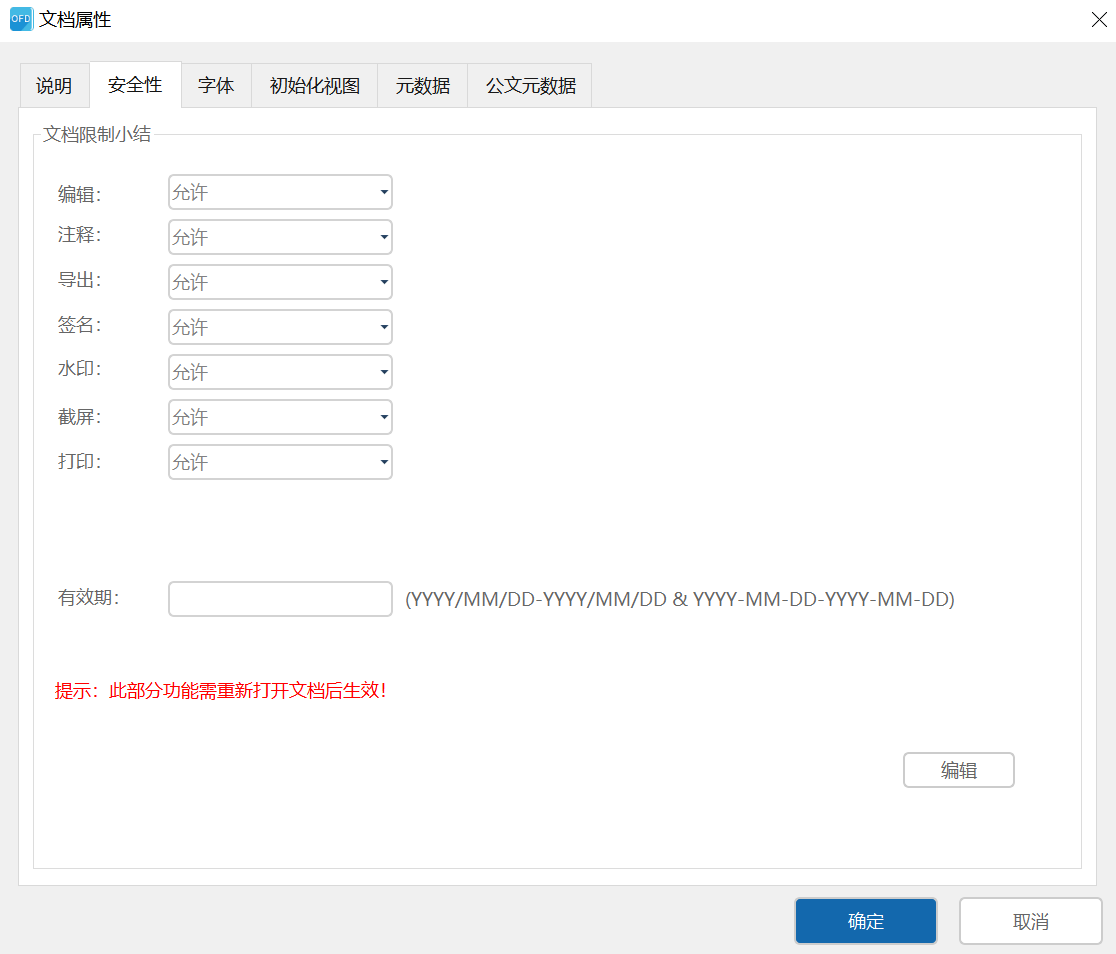 OFD 文档属性
说明 安全性 字体 初始化视图 元数据 公文元数据
文档限制小结
编辑: 允许
注释: 允许
导出: 允许
签名: 允许
水印: 允许
截屏: 允许
打印: 允许
有效期: (YYYY/MM/DD-YYYY/MM/DD & YYYY-MM-DD-YYYY-MM-DD)
提示：此部分功能需重新打开文档后生效！
编辑
确定 取消